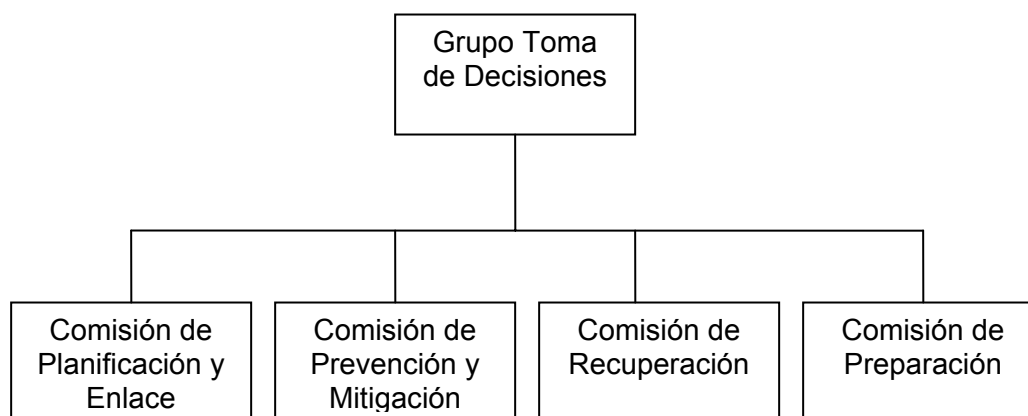 Grupo Toma
de Decisiones
Comisión de
Planificación y
Enlace
Comisión de
Prevención y
Mitigación
Comisión de
Recuperación
Comisión de
Preparación